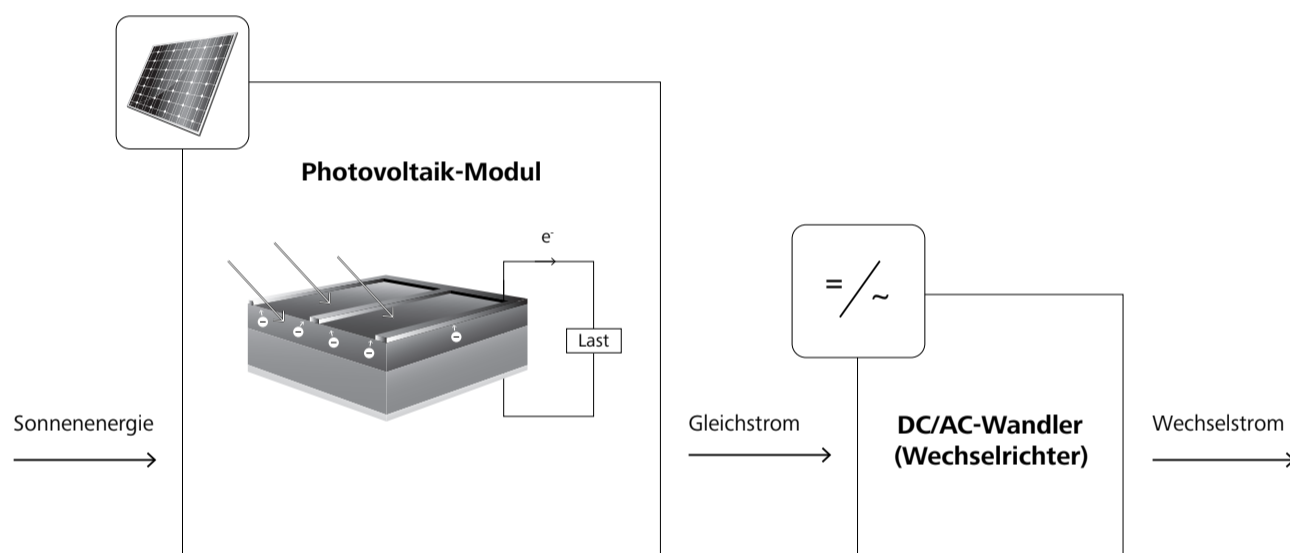 Photovoltaik-Modul
e-
Last
Sonnenenergie
Gleichstrom
= / ~
DC/AC-Wandler
(Wechselrichter)
Wechselstrom